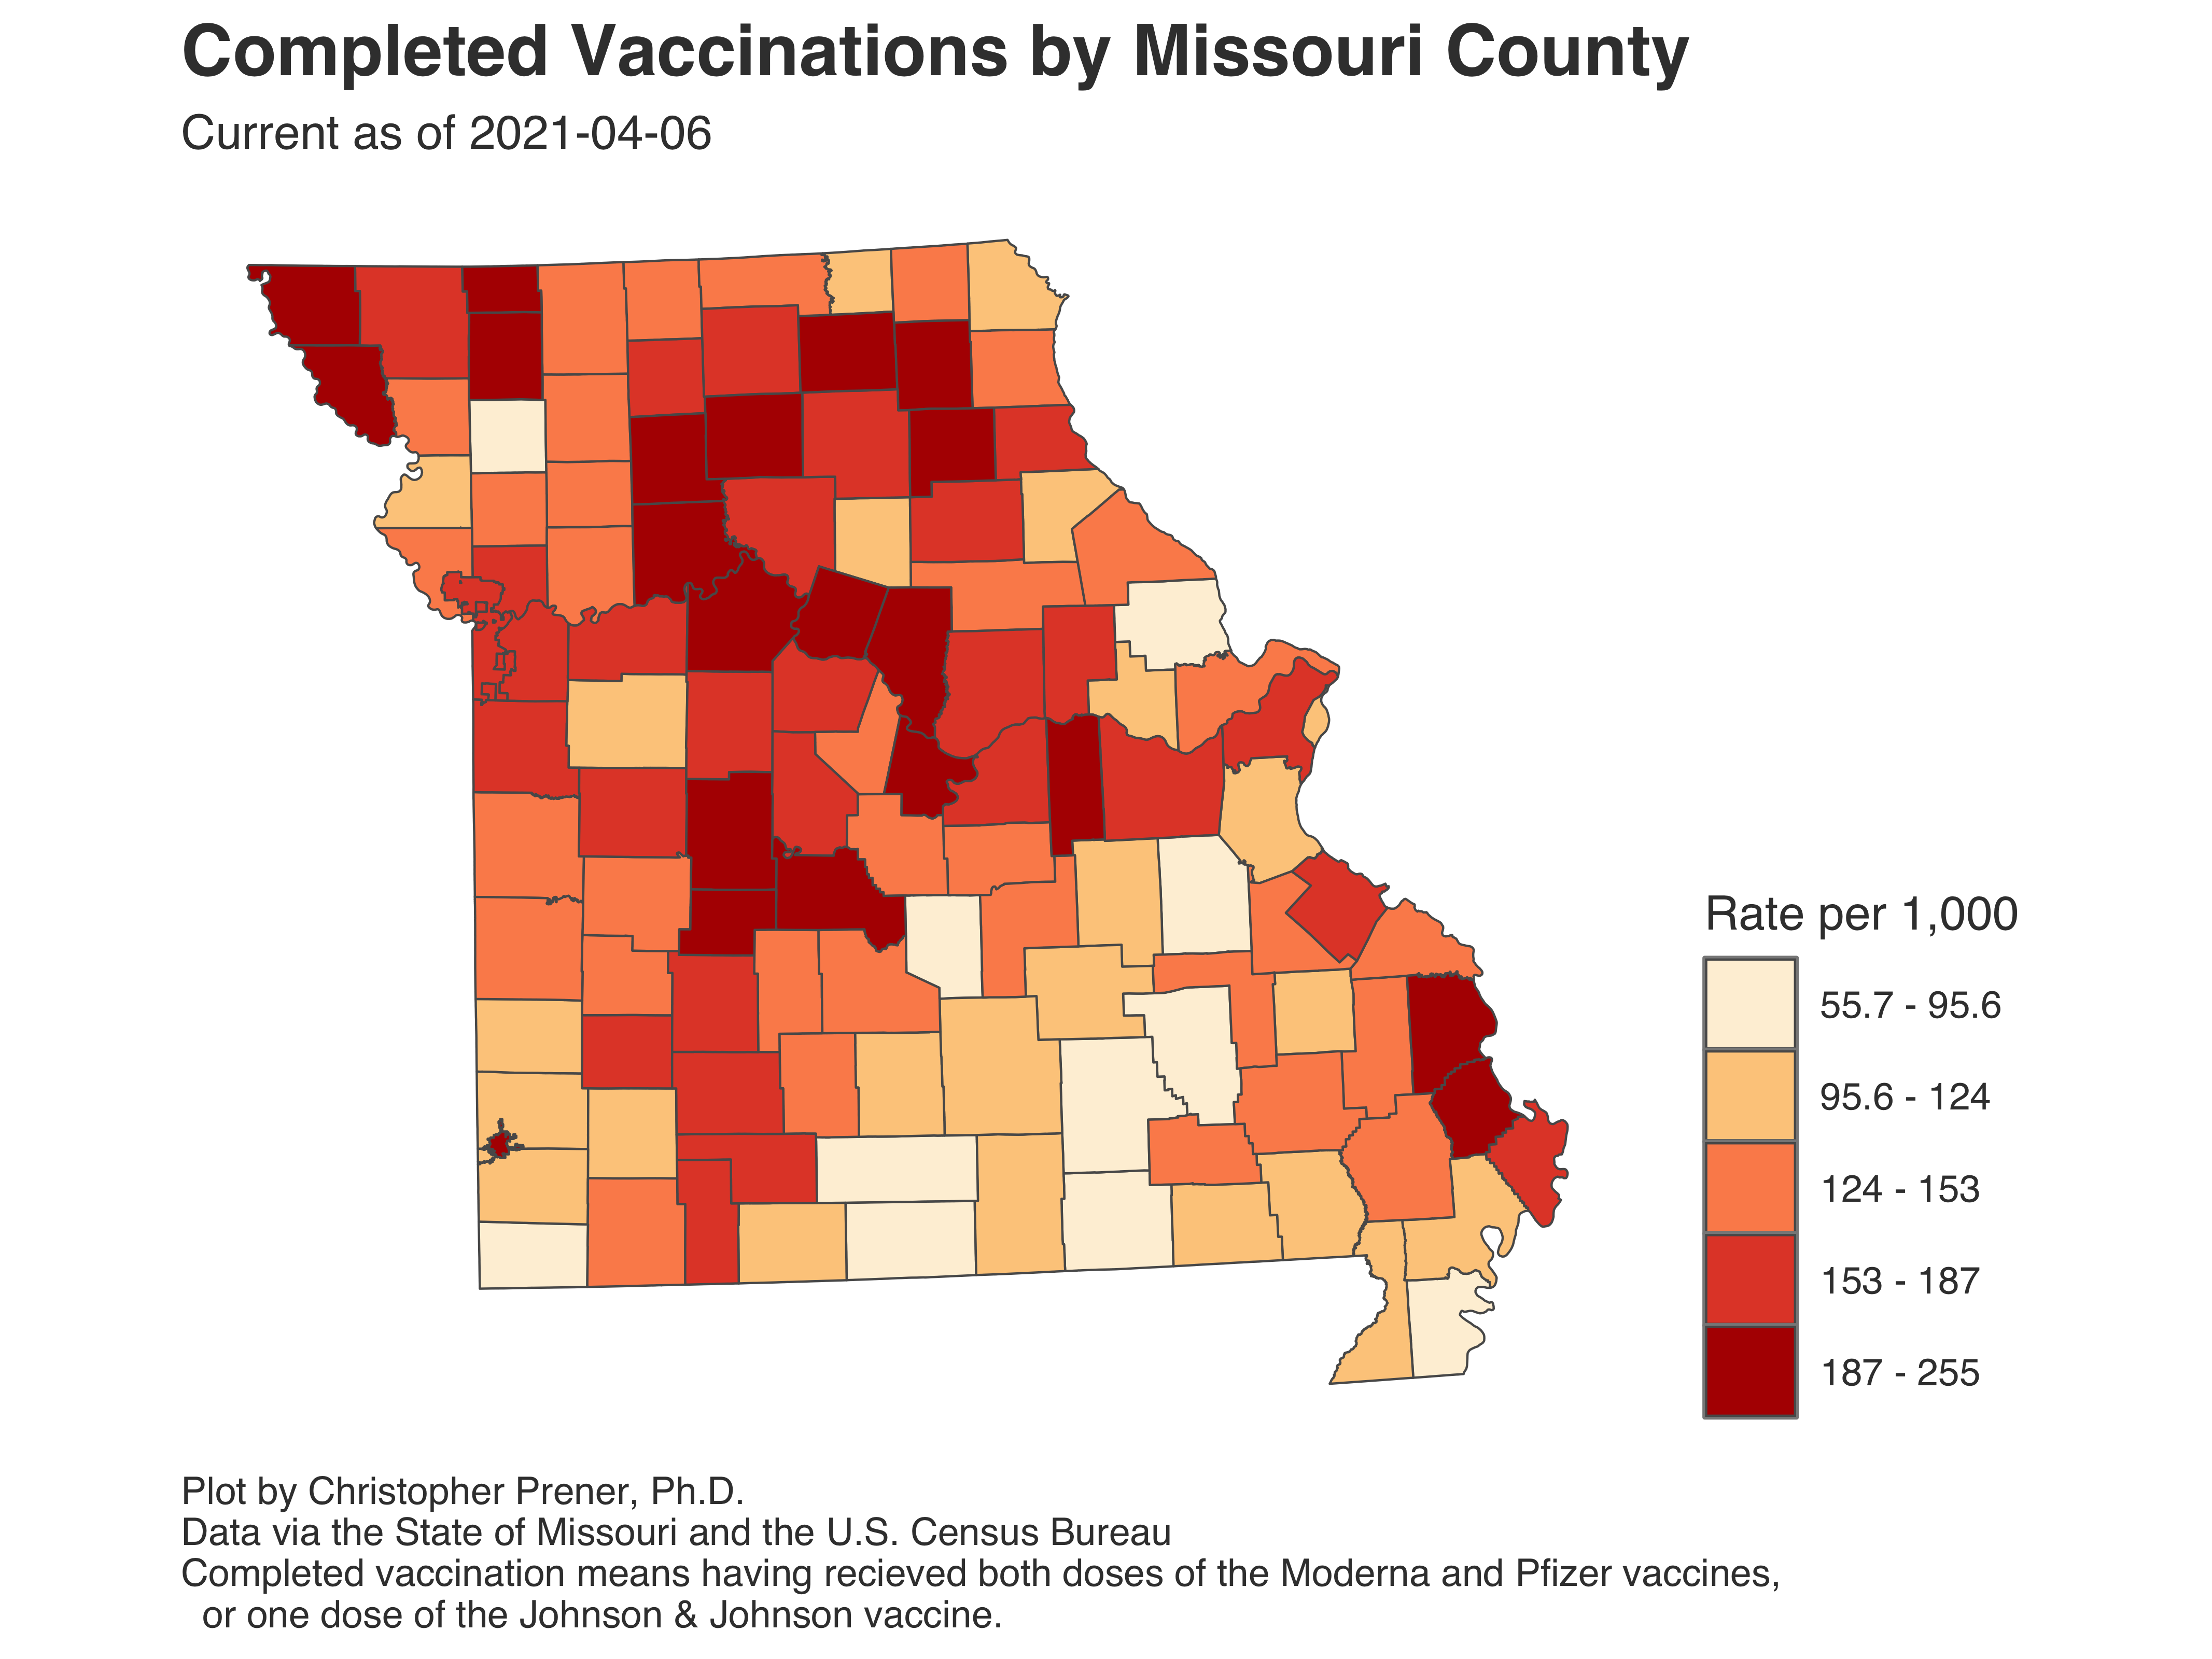 Completed Vaccinations by Missouri County
Current as of 2021-04-06
Rate per 1,000
55.7 - 95.6
95.6 - 124
124 - 153
153 - 187
187 - 255
Plot by Christopher Prener, Ph.D.
Data via the State of Missouri and the U.S. Census Bureau
Completed vaccination means having recieved both doses of the Moderna and Pfizer vaccines,
or one dose of the Johnson & Johnson vaccine.